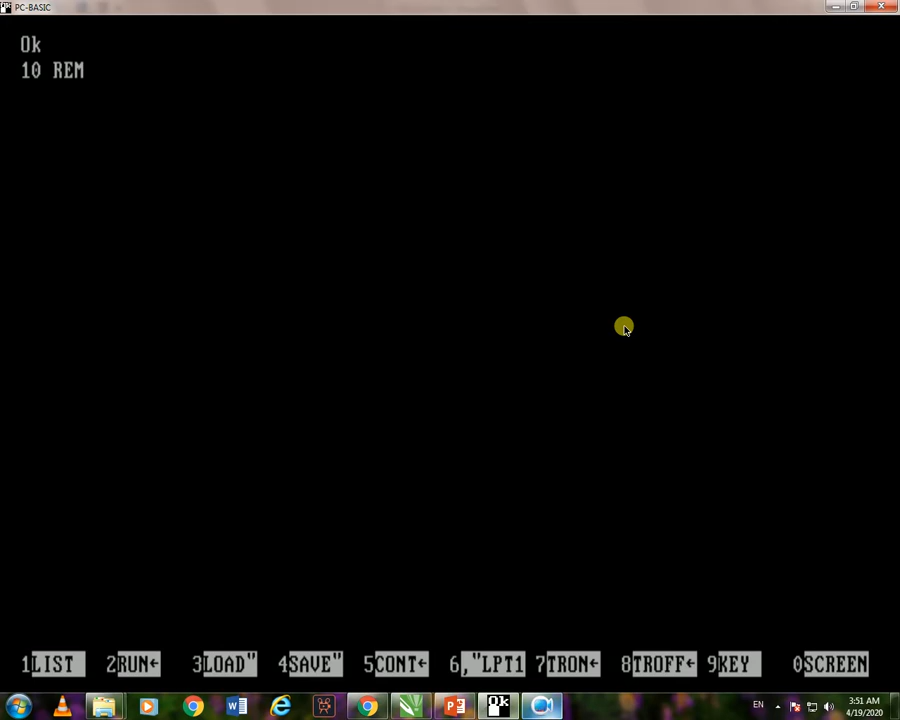 PC-BASIC
Ok
10 REM
1LIST 2RUN← 3LOAD" 4SAVE" 5CONT← 6,"LPT1 7TRON← 8TROFF← 9KEY 0SCREEN
EN 3:51 AM
4/19/2020